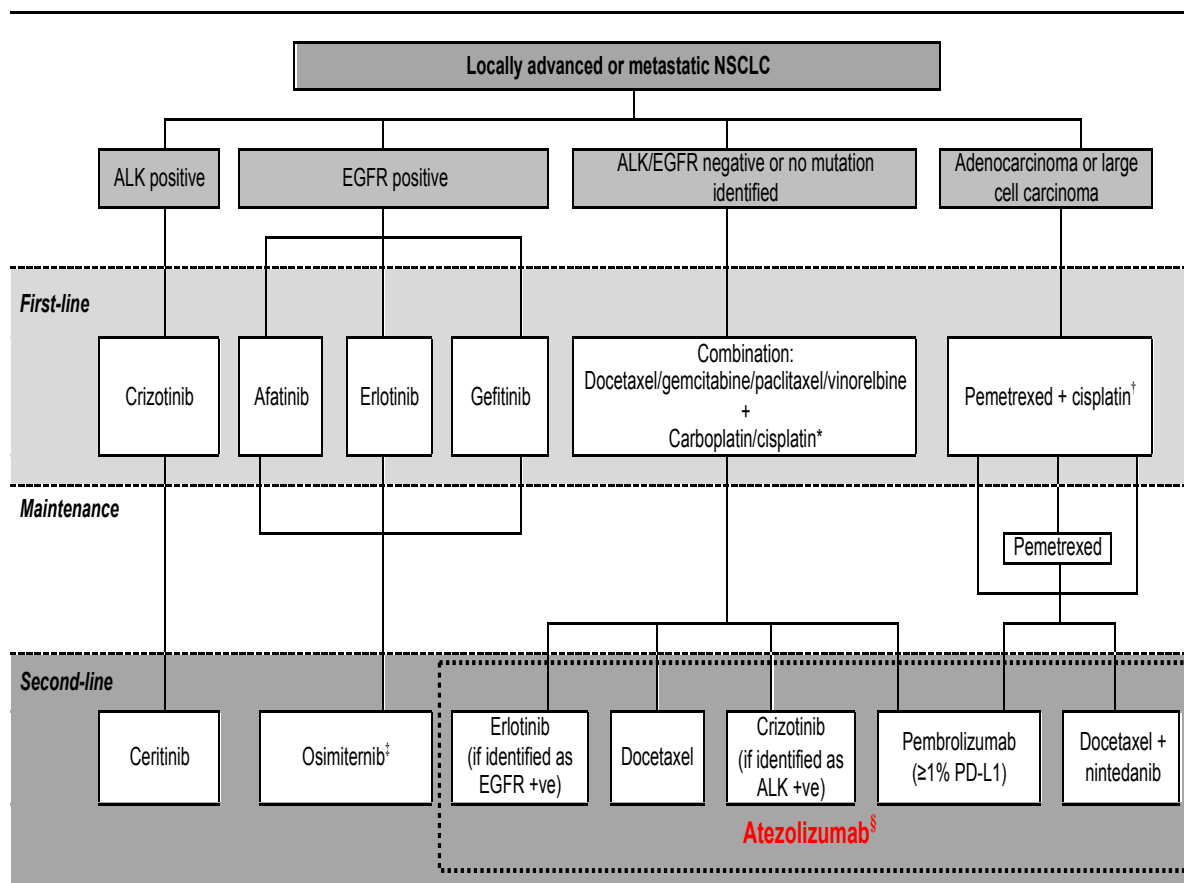 Locally advanced or metastatic NSCLC
ALK positive
EGFR positive
ALK/EGFR negative or no mutation
identified
Adenocarcinoma or large
cell carcinoma
First-line
Crizotinib
Afatinib
Erlotinib
Gefitinib
Combination:
Docetaxel/gemcitabine/paclitaxel/vinorelbine
+
Carboplatin/cisplatin*
Pemetrexed + cisplatin†
Maintenance
Pemetrexed
Second-line
Ceritinib
Osimiternib‡
Erlotinib
(if identified as
EGFR +ve)
Docetaxel
Crizotinib
(if identified as
ALK +ve)
Pembrolizumab
(≥1% PD-L1)
Docetaxel +
nintedanib
Atezolizumab§